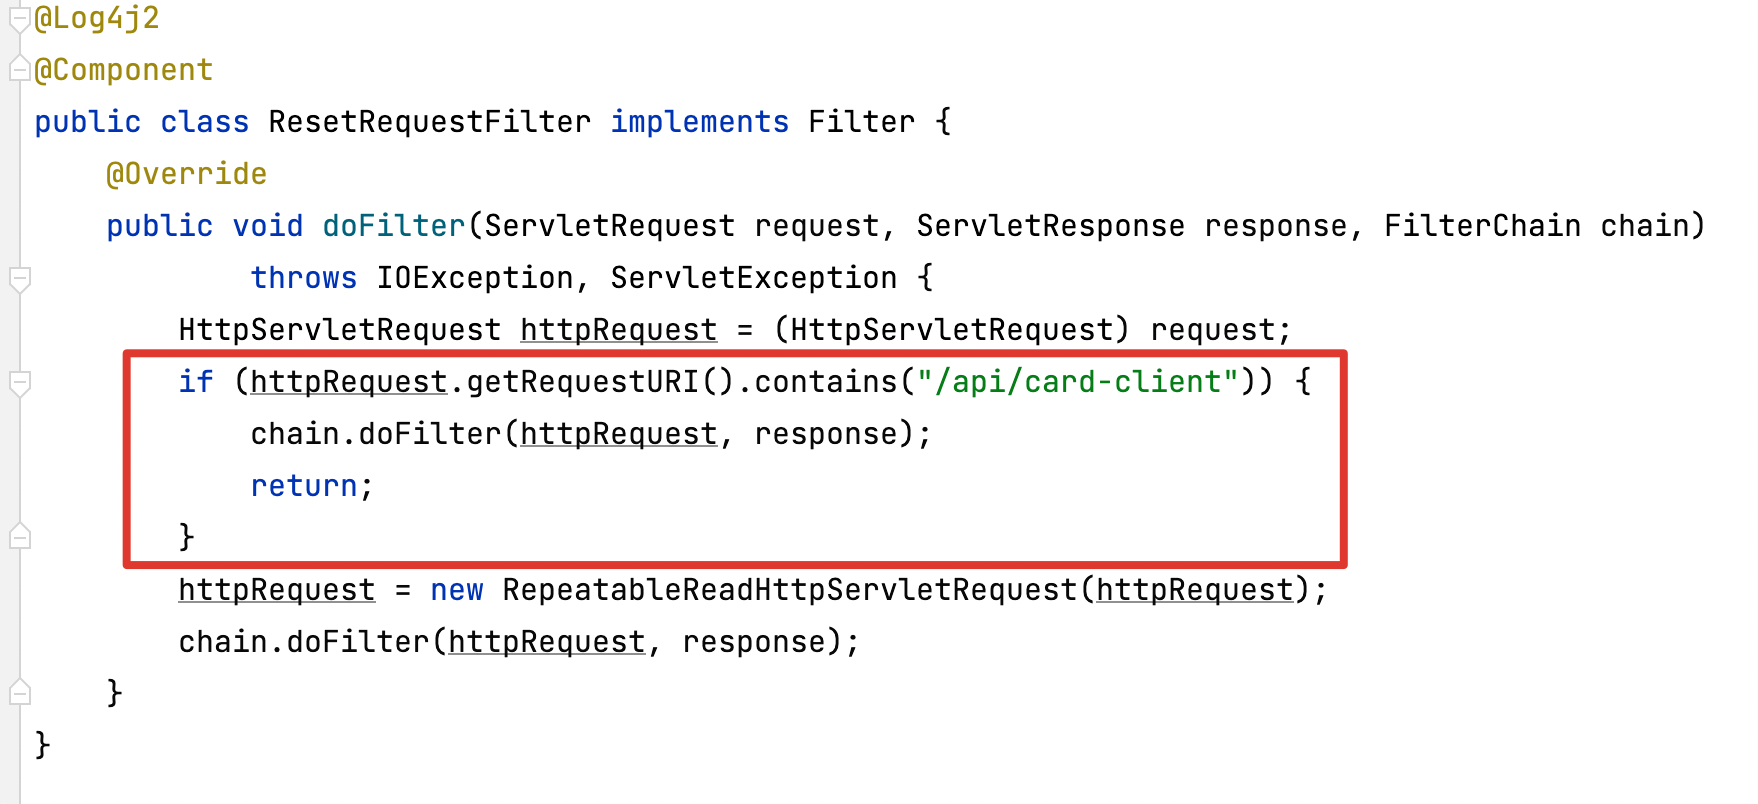 @Log4j2
@Component
public class ResetRequestFilter implements Filter {
    @Override
    public void doFilter(ServletRequest request, ServletResponse response, FilterChain chain)
            throws IOException, ServletException {
        HttpServletRequest httpRequest = (HttpServletRequest) request;
        if (httpRequest.getRequestURI().contains("/api/card-client")) {
            chain.doFilter(httpRequest, response);
            return;
        }
        httpRequest = new RepeatableReadHttpServletRequest(httpRequest);
        chain.doFilter(httpRequest, response);
    }
}